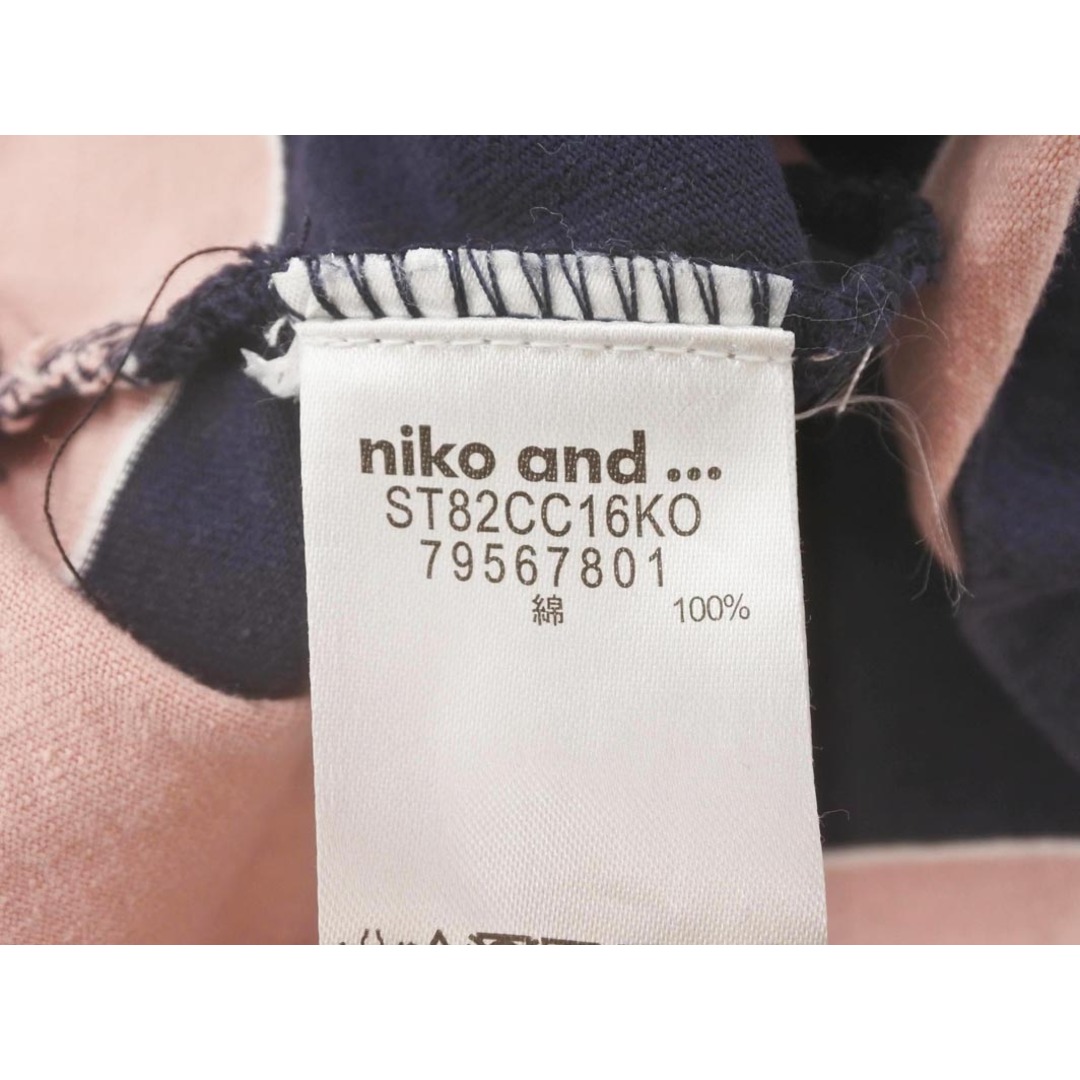 niko and ...
ST82CC16KO
79567801
綿 100%